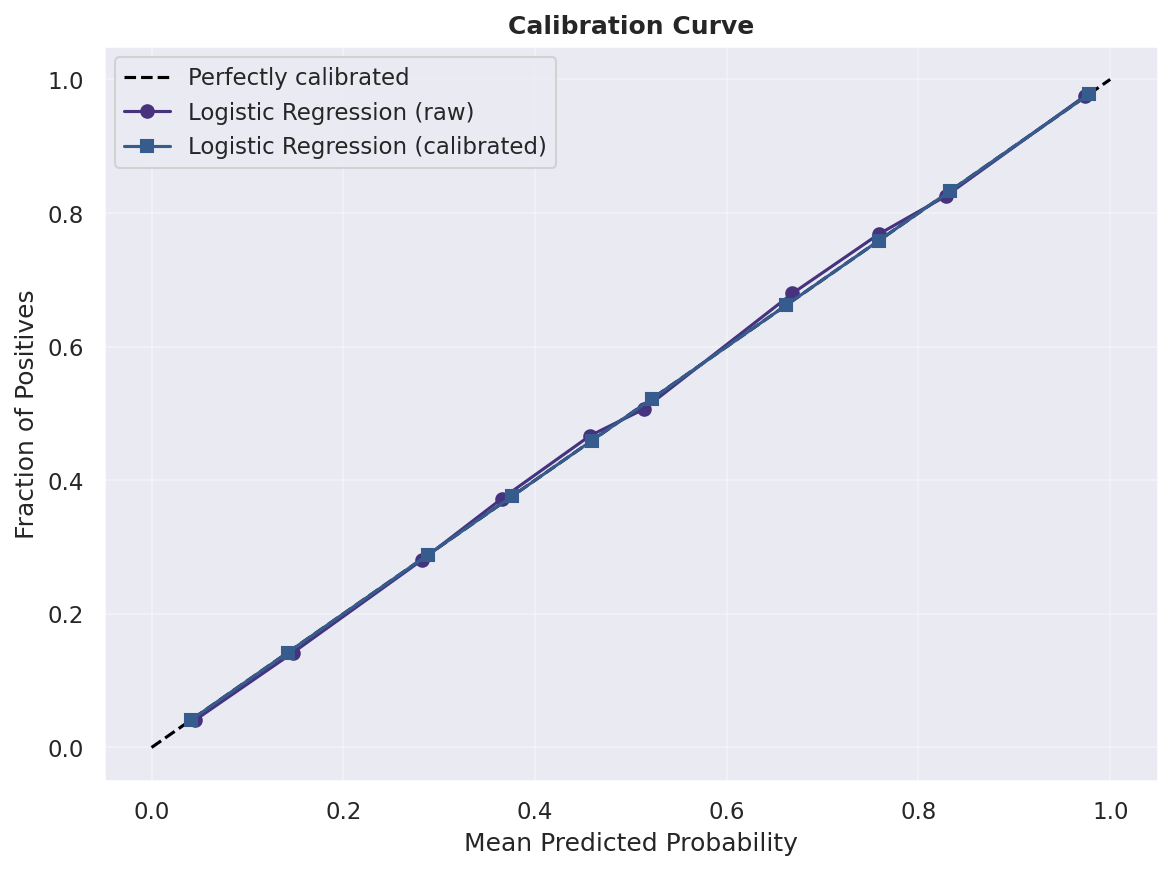 Calibration Curve
Perfectly calibrated
Logistic Regression (raw)
Logistic Regression (calibrated)
Fraction of Positives
1.0
0.8
0.6
0.4
0.2
0.0
0.0 0.2 0.4 0.6 0.8 1.0
Mean Predicted Probability